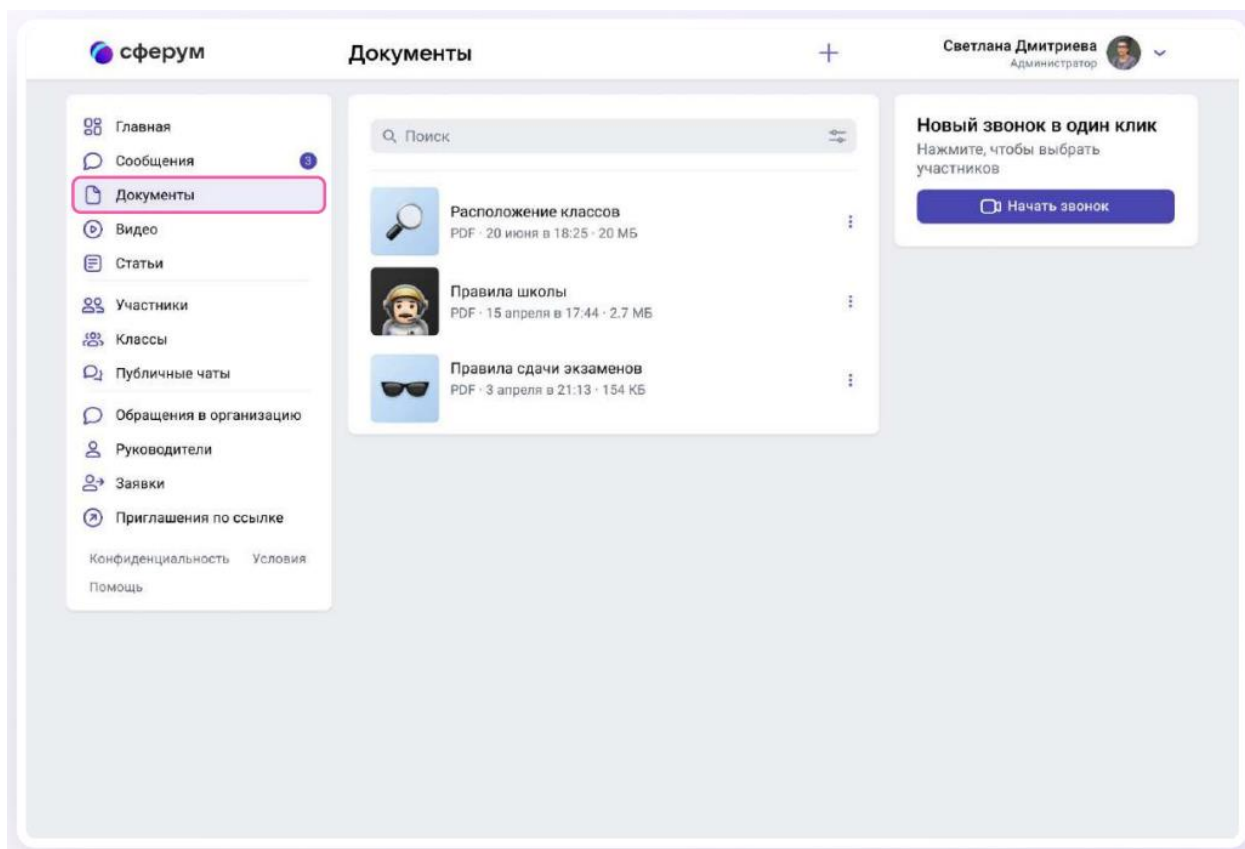 сферум
Документы
Светлана Дмитриева
Администратор
Главная
Сообщения 3
Документы
Видео
Статьи
Участники
Классы
Публичные чаты
Обращения в организацию
Руководители
Заявки
Приглашения по ссылке
Конфиденциальность Условия
Помощь
Поиск
Расположение классов
PDF · 20 июня в 18:25 · 20 МБ
Правила школы
PDF · 15 апреля в 17:44 · 2.7 МБ
Правила сдачи экзаменов
PDF · 3 апреля в 21:13 · 154 КБ
Новый звонок в один клик
Нажмите, чтобы выбрать
участников
Начать звонок